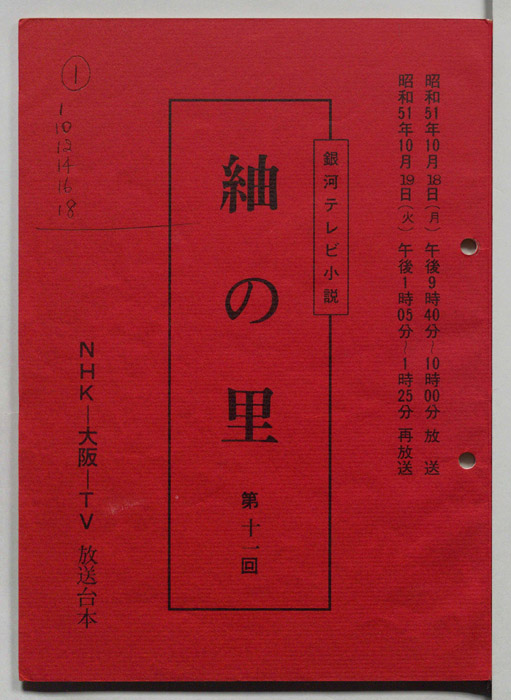 昭和51年10月18日(月)午後9時40分―10時00分 放送
昭和51年10月19日(火)午後1時05分―1時25分 再放送
銀河テレビ小説
紬の里
第十一回
NHK―大阪―TV 放送台本
1
1
10
12
14
16
18